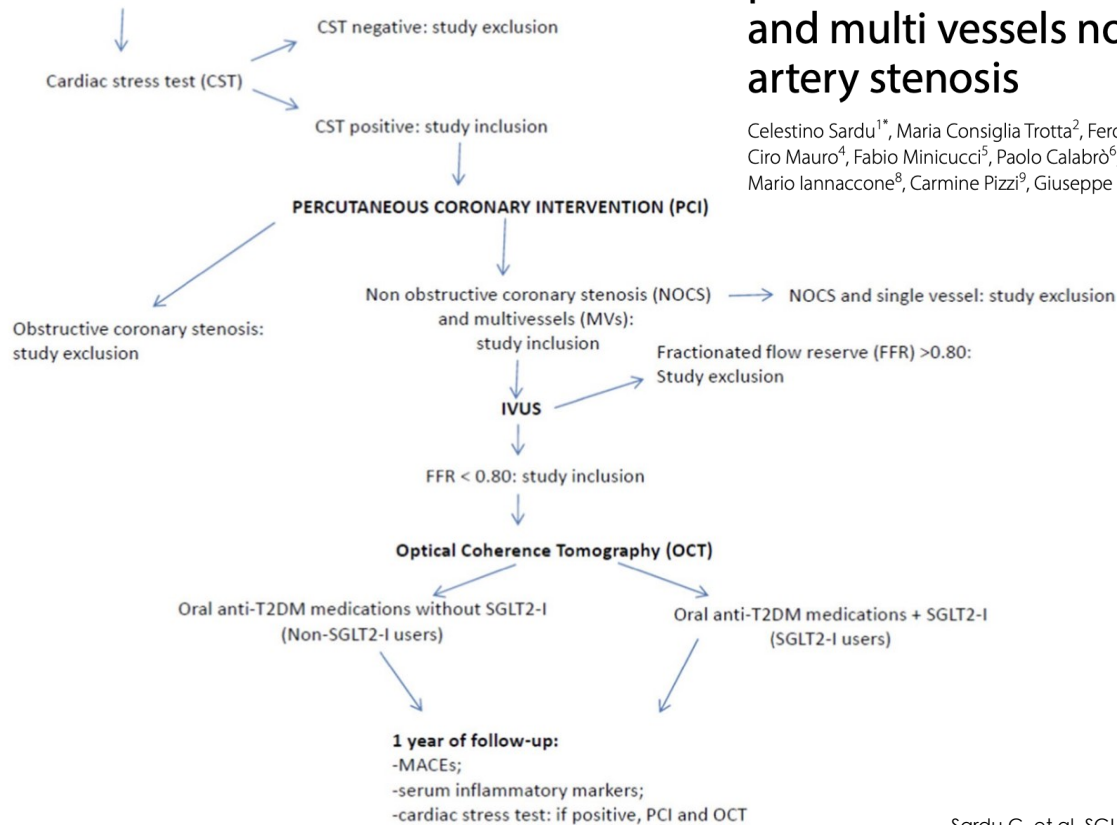 and multi vessels no
artery stenosis
Celestino Sardu1*, Maria Consiglia Trotta2,
Ciro Mauro4, Fabio Minicucci5, Paolo Calabrò6
Mario Iannaccone8, Carmine Pizzi9, Giuseppe
CST negative: study exclusion
Cardiac stress test (CST)
CST positive: study inclusion
PERCUTANEOUS CORONARY INTERVENTION (PCI)
Non obstructive coronary stenosis (NOCS)
and multivessels (MVs):
study inclusion
NOCS and single vessel: study exclusion
Obstructive coronary stenosis:
study exclusion
Fractionated flow reserve (FFR) >0.80:
Study exclusion
IVUS
FFR < 0.80: study inclusion
Optical Coherence Tomography (OCT)
Oral anti-T2DM medications without SGLT2-I
(Non-SGLT2-I users)
Oral anti-T2DM medications + SGLT2-I
(SGLT2-I users)
1 year of follow-up:
-MACEs;
-serum inflammatory markers;
-cardiac stress test: if positive, PCI and OCT